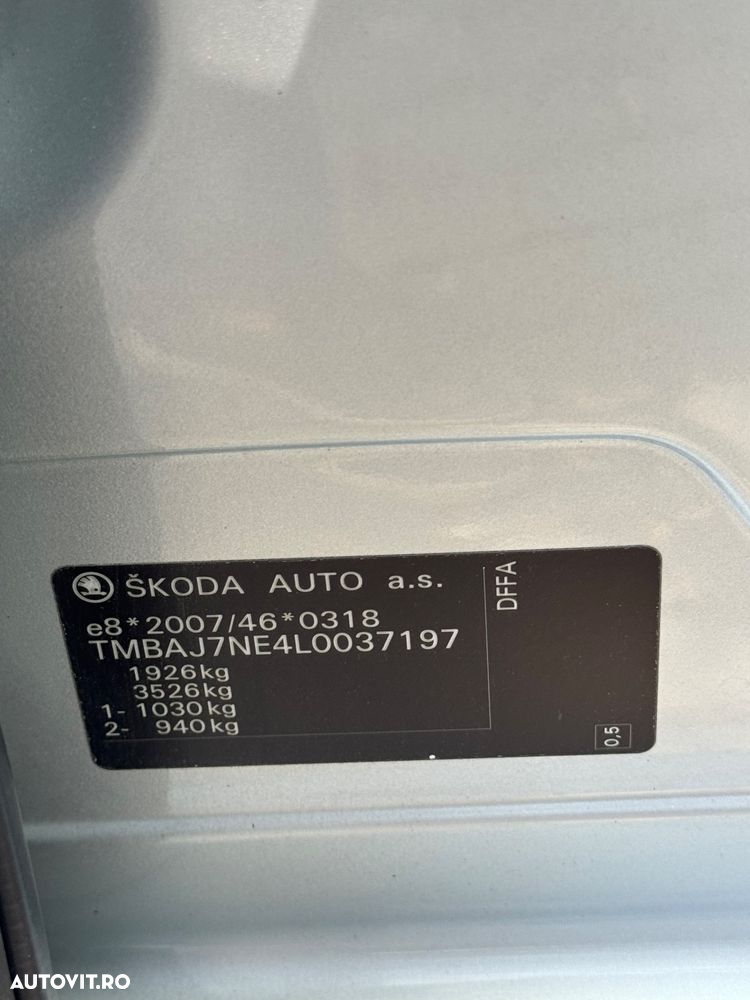 ŠKODA AUTO a.s.
e8*2007/46*0318
TMBAJ7NE4L0037197
1926kg
3526kg
1- 1030kg
2- 940kg
DFFA
0,5
AUTOVIT.RO